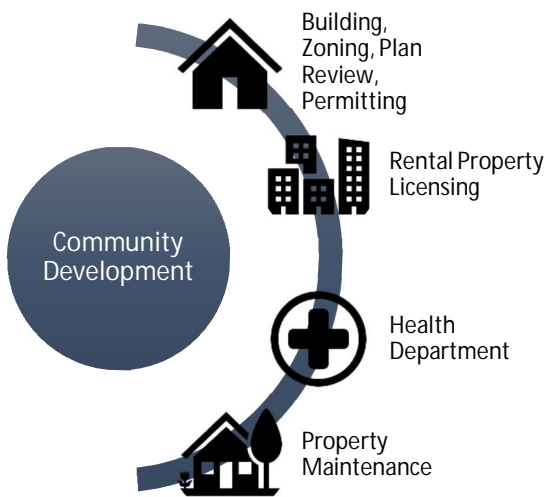 Building,
Zoning, Plan
Review,
Permitting
Rental Property
Licensing
Community
Development
Health
Department
Property
Maintenance